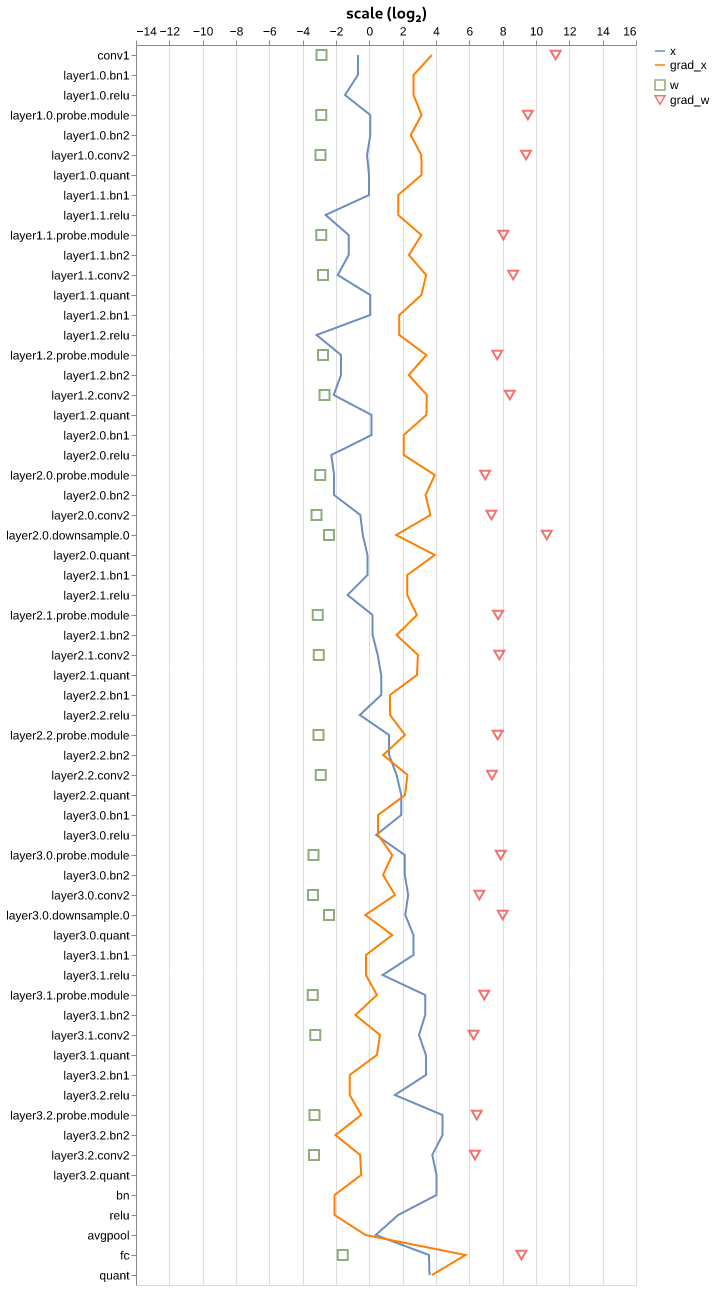 scale (log₂)
−14 −12 −10 −8 −6 −4 −2 0 2 4 6 8 10 12 14 16
x
grad_x
w
grad_w
conv1
layer1.0.bn1
layer1.0.relu
layer1.0.probe.module
layer1.0.bn2
layer1.0.conv2
layer1.0.quant
layer1.1.bn1
layer1.1.relu
layer1.1.probe.module
layer1.1.bn2
layer1.1.conv2
layer1.1.quant
layer1.2.bn1
layer1.2.relu
layer1.2.probe.module
layer1.2.bn2
layer1.2.conv2
layer1.2.quant
layer2.0.bn1
layer2.0.relu
layer2.0.probe.module
layer2.0.bn2
layer2.0.conv2
layer2.0.downsample.0
layer2.0.quant
layer2.1.bn1
layer2.1.relu
layer2.1.probe.module
layer2.1.bn2
layer2.1.conv2
layer2.1.quant
layer2.2.bn1
layer2.2.relu
layer2.2.probe.module
layer2.2.bn2
layer2.2.conv2
layer2.2.quant
layer3.0.bn1
layer3.0.relu
layer3.0.probe.module
layer3.0.bn2
layer3.0.conv2
layer3.0.downsample.0
layer3.0.quant
layer3.1.bn1
layer3.1.relu
layer3.1.probe.module
layer3.1.bn2
layer3.1.conv2
layer3.1.quant
layer3.2.bn1
layer3.2.relu
layer3.2.probe.module
layer3.2.bn2
layer3.2.conv2
layer3.2.quant
bn
relu
avgpool
fc
quant